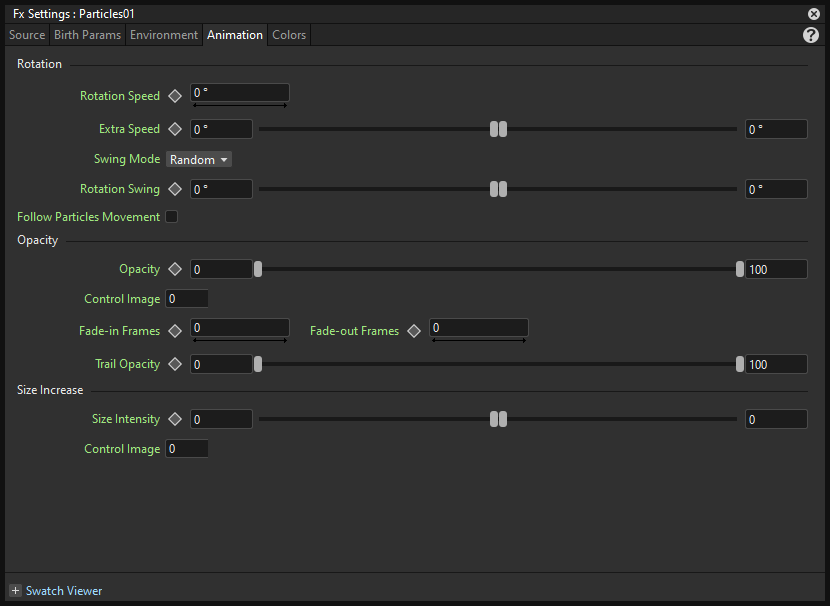 Fx Settings : Particles01
Source Birth Params Environment Animation Colors ?
Rotation
Rotation Speed 0 °
Extra Speed 0 ° 0 °
Swing Mode Random
Rotation Swing 0 ° 0 °
Follow Particles Movement
Opacity
Opacity 0 100
Control Image 0
Fade-in Frames 0 Fade-out Frames 0
Trail Opacity 0 100
Size Increase
Size Intensity 0 0
Control Image 0
+ Swatch Viewer